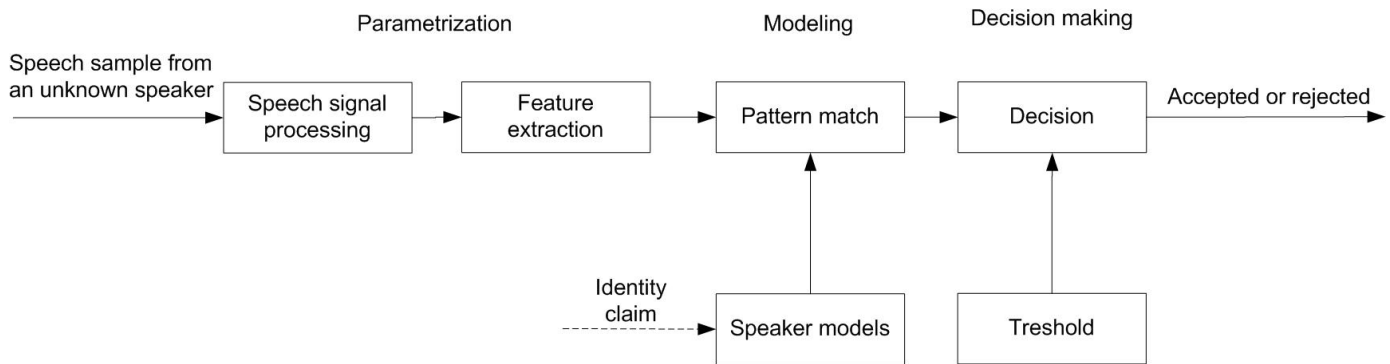 Parametrization
Modeling
Decision making
Speech sample from
an unknown speaker
Speech signal
processing
Feature
extraction
Pattern match
Decision
Accepted or rejected
Identity
claim
Speaker models
Treshold